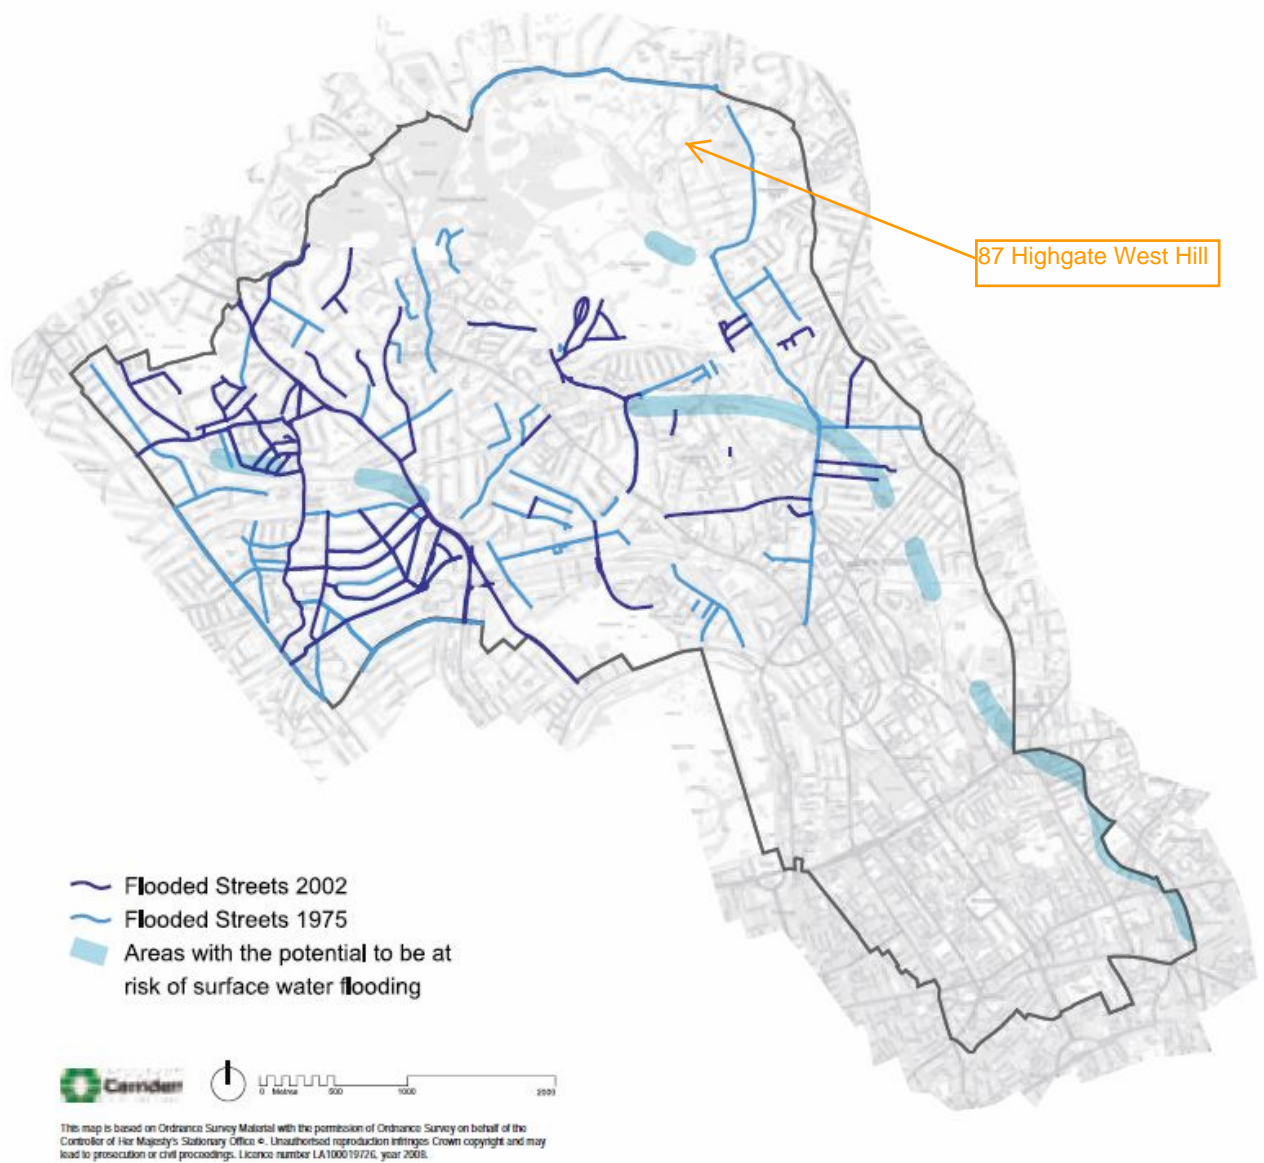 87 Highgate West Hill
Flooded Streets 2002
Flooded Streets 1975
Areas with the potential to be at
risk of surface water flooding
Camden
0 Metres 500 1000 2000
This map is based on Ordnance Survey Material with the permission of Ordnance Survey on behalf of the
Controller of Her Majesty's Stationary Office ©. Unauthorised reproduction infringes Crown copyright and may
lead to prosecution or civil proceedings. Licence number LA100019726, year 2008.